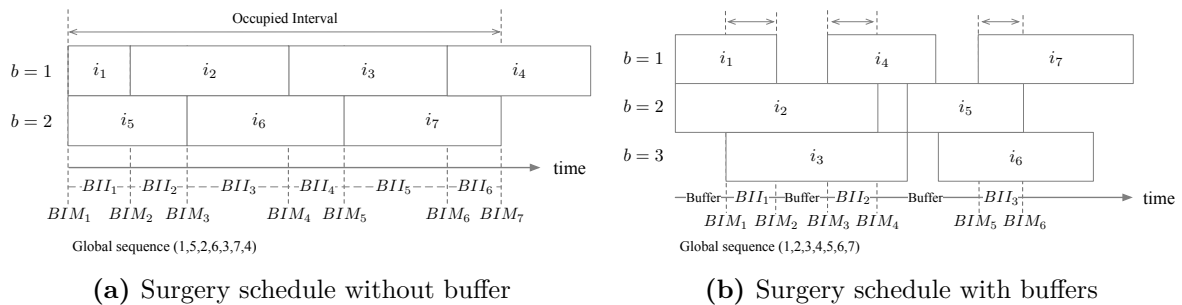 Occupied Interval
b = 1
i₁
i₂
i₃
i₄
b = 2
i₅
i₆
i₇
time
BII₁
BII₂
BII₃
BII₄
BII₅
BII₆
BIM₁
BIM₂
BIM₃
BIM₄
BIM₅
BIM₆
BIM₇
Global sequence (1,5,2,6,3,7,4)
(a) Surgery schedule without buffer
b = 1
i₁
i₄
i₇
b = 2
i₂
i₅
b = 3
i₃
i₆
time
Buffer
BII₁
Buffer
BII₂
Buffer
BII₃
BIM₁
BIM₂
BIM₃
BIM₄
BIM₅
BIM₆
Global sequence (1,2,3,4,5,6,7)
(b) Surgery schedule with buffers